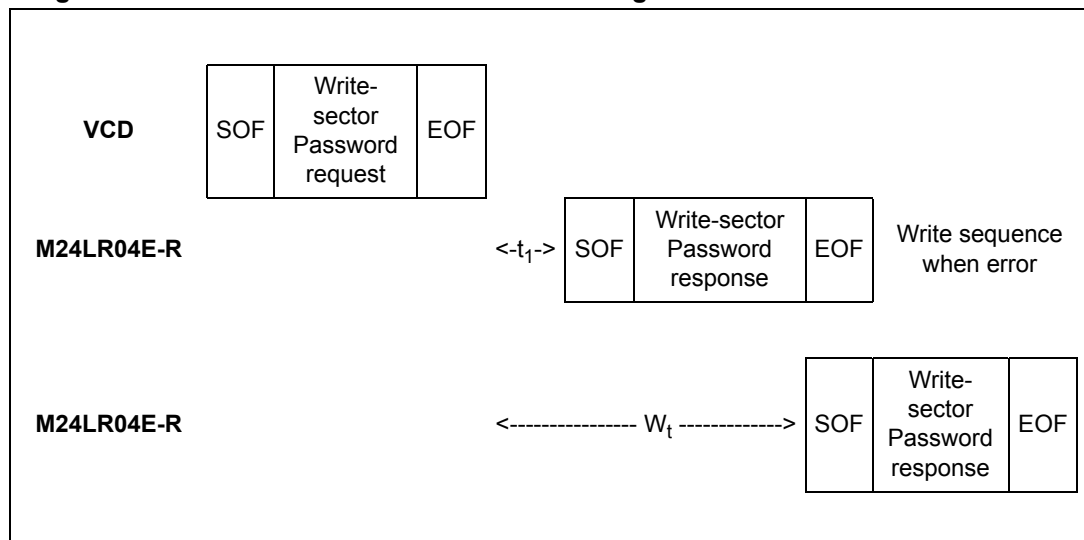 VCD
SOF
Write-
sector
Password
request
EOF
M24LR04E-R
<-t₁->
SOF
Write-sector
Password
response
EOF
Write sequence
when error
M24LR04E-R
<---------------- Wₜ ------------->
SOF
Write-
sector
Password
response
EOF